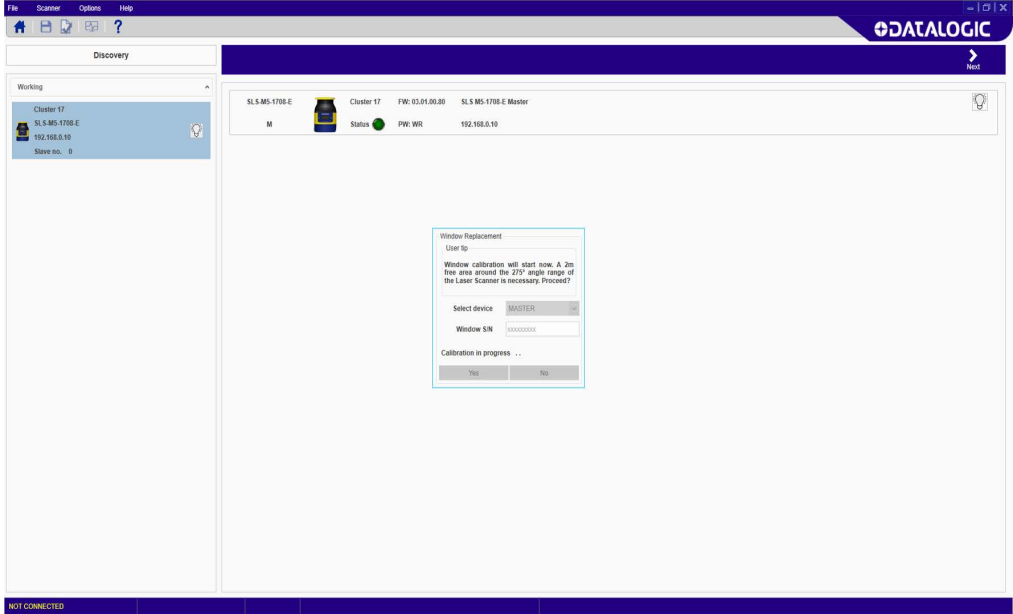 File Scanner Options Help
DATALOGIC
Discovery
Next
Working
Cluster 17
SLS-M5-1708-E
192.168.0.10
Slave no. 0
SLS-M5-1708-E Cluster 17 FW: 03.01.00.80 SLS M5-1708-E Master
M Status PW: WR 192.168.0.10
Window Replacement
User tip
Window calibration will start now. A 2m
free area around the 275° angle range of
the Laser Scanner is necessary. Proceed?
Select device MASTER
Window S/N xxxxxxxxx
Calibration in progress . .
Yes No
NOT CONNECTED